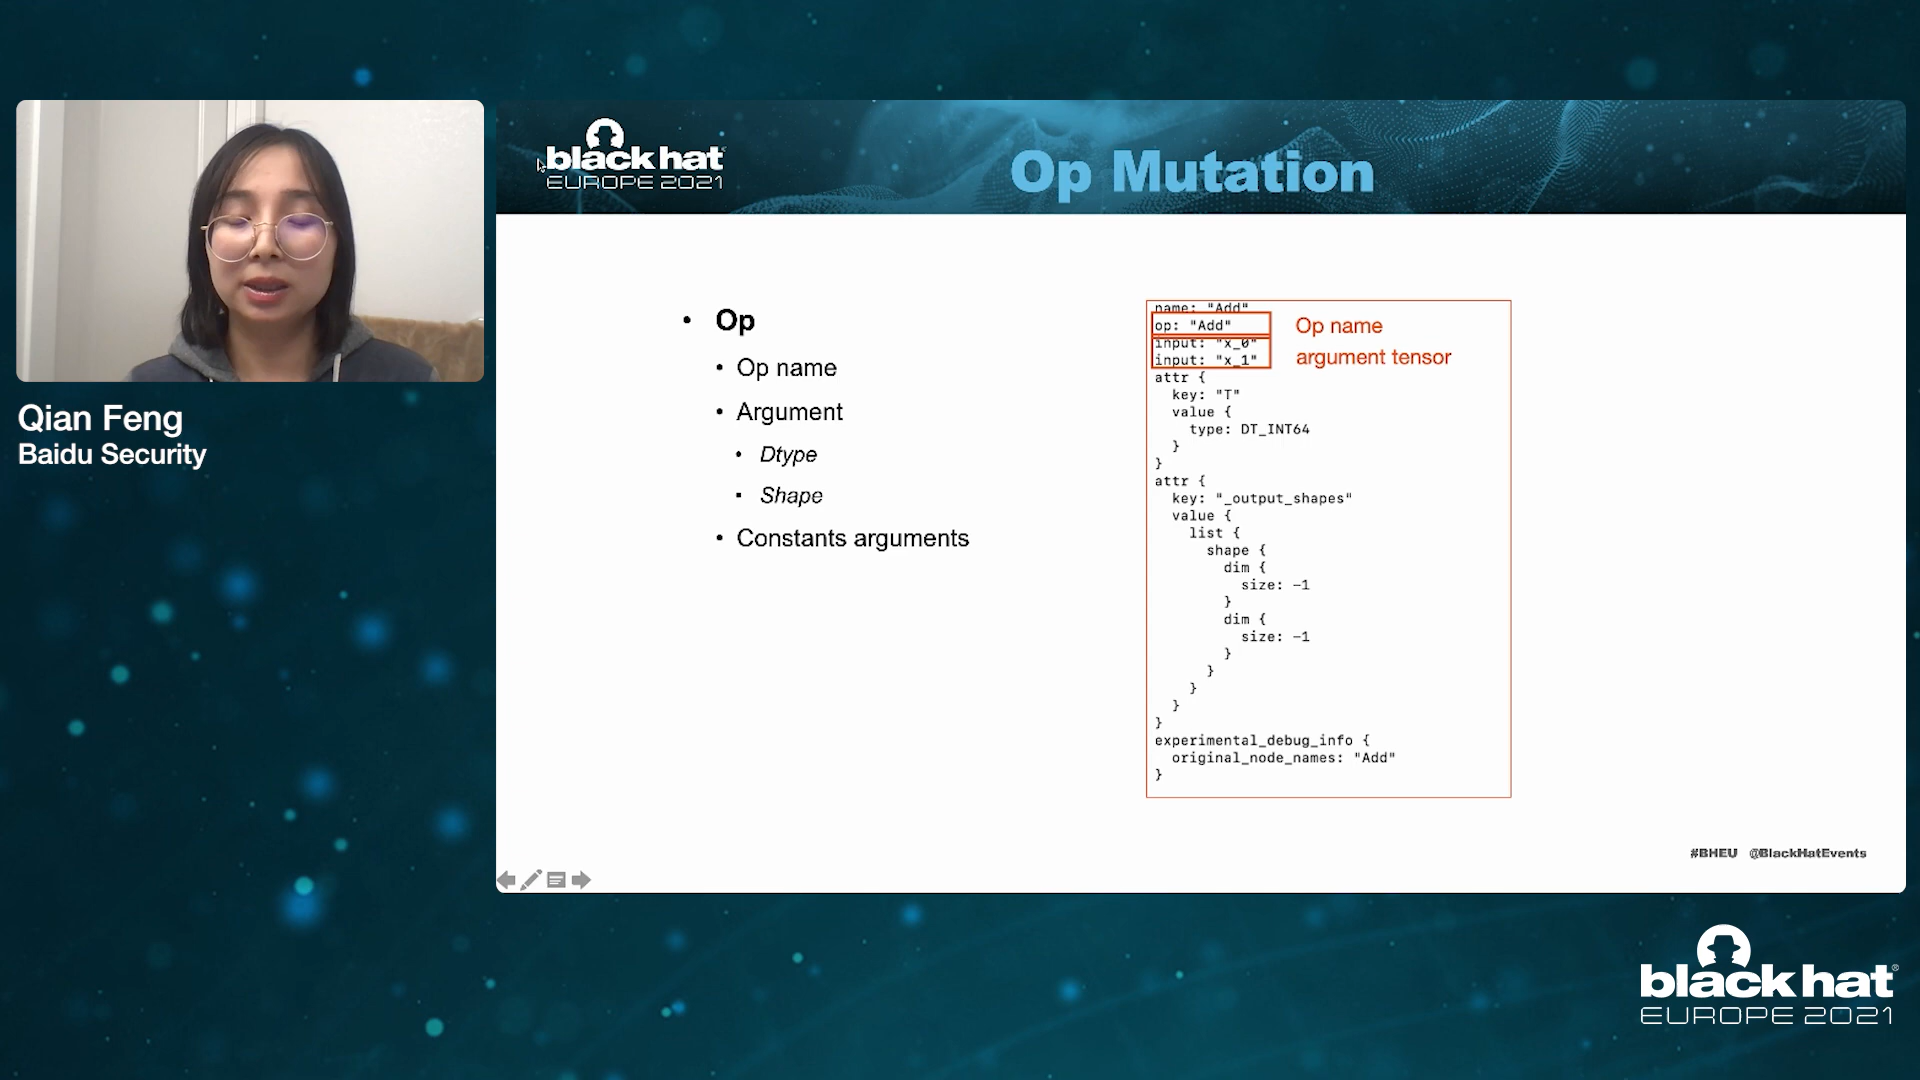 black hat
EUROPE 2021
Op Mutation
Qian Feng
Baidu Security
• Op
• Op name
• Argument
• Dtype
▪ Shape
• Constants arguments
name: "Add"
op: "Add"
input: "x_0"
input: "x_1"
attr {
key: "T"
value {
type: DT_INT64
}
}
attr {
key: "_output_shapes"
value {
list {
shape {
dim {
size: -1
}
dim {
size: -1
}
}
}
}
}
experimental_debug_info {
original_node_names: "Add"
}
Op name
argument tensor
#BHEU @BlackHatEvents
black hat®
EUROPE 2021